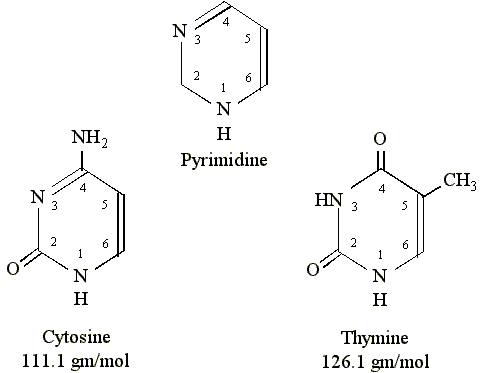 N 3 4 5
2 1 6
N
H
Pyrimidine
NH2
N 3 4 5
2 1 6
O N
H
Cytosine
111.1 gm/mol
O
CH3
HN 3 4 5
2 1 6
O N
H
Thymine
126.1 gm/mol